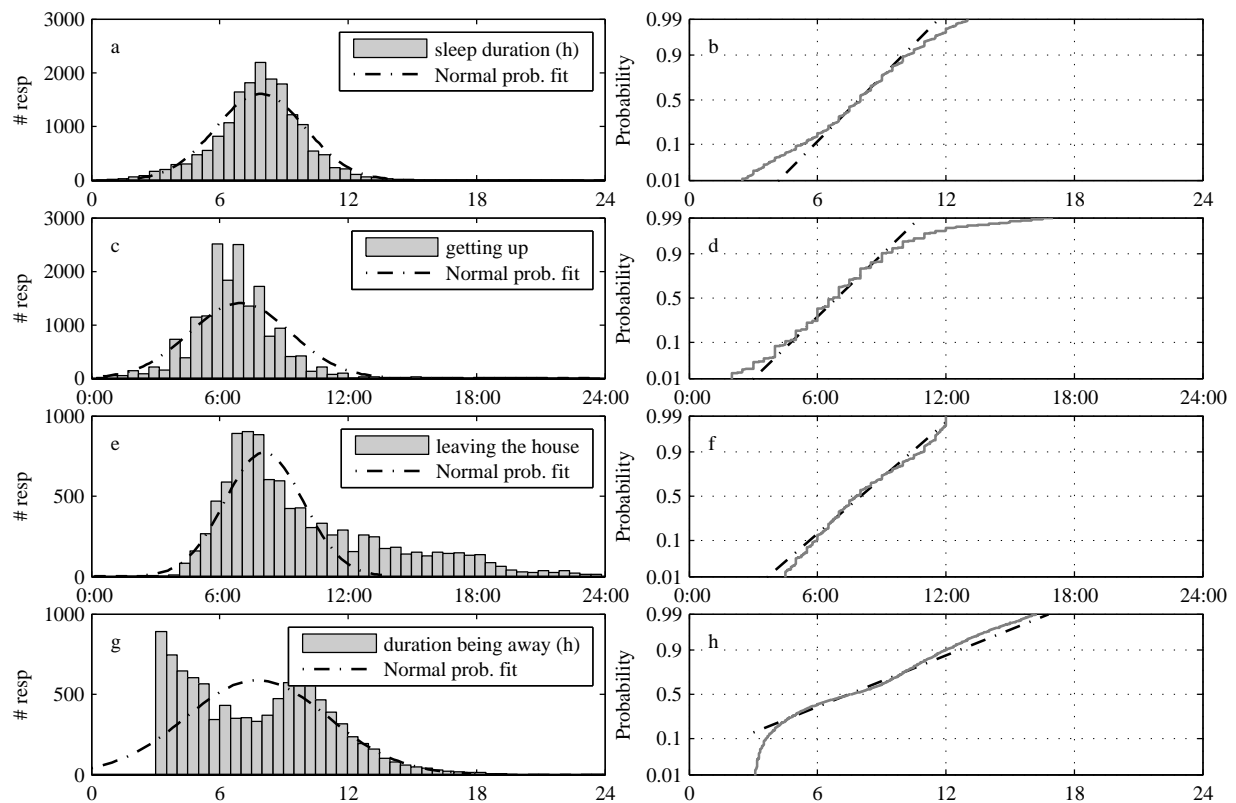 3000
2000
1000
0
# resp
a
sleep duration (h)
Normal prob. fit
0 6 12 18 24
0.99
0.9
0.5
0.1
0.01
Probability
b
0 6 12 18 24
3000
2000
1000
0
# resp
c
getting up
Normal prob. fit
0:00 6:00 12:00 18:00 24:00
0.99
0.9
0.5
0.1
0.01
Probability
d
0:00 6:00 12:00 18:00 24:00
1000
500
0
# resp
e
leaving the house
Normal prob. fit
0:00 6:00 12:00 18:00 24:00
0.99
0.9
0.5
0.1
0.01
Probability
f
0:00 6:00 12:00 18:00 24:00
1000
500
0
# resp
g
duration being away (h)
Normal prob. fit
0 6 12 18 24
0.99
0.9
0.5
0.1
0.01
Probability
h
0 6 12 18 24